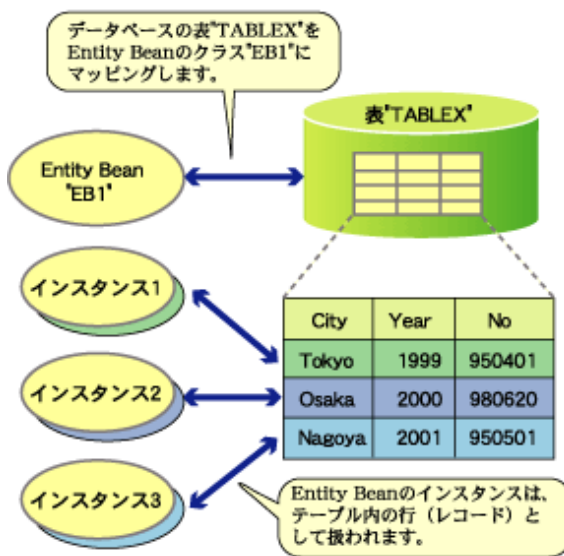 データベースの表"TABLEX"を
Entity Beanのクラス"EB1"に
マッピングします。
表"TABLEX"
Entity Bean
"EB1"
インスタンス1
インスタンス2
インスタンス3
City Year No
Tokyo 1999 950401
Osaka 2000 980620
Nagoya 2001 950501
Entity Beanのインスタンスは、
テーブル内の行（レコード）と
して扱われます。